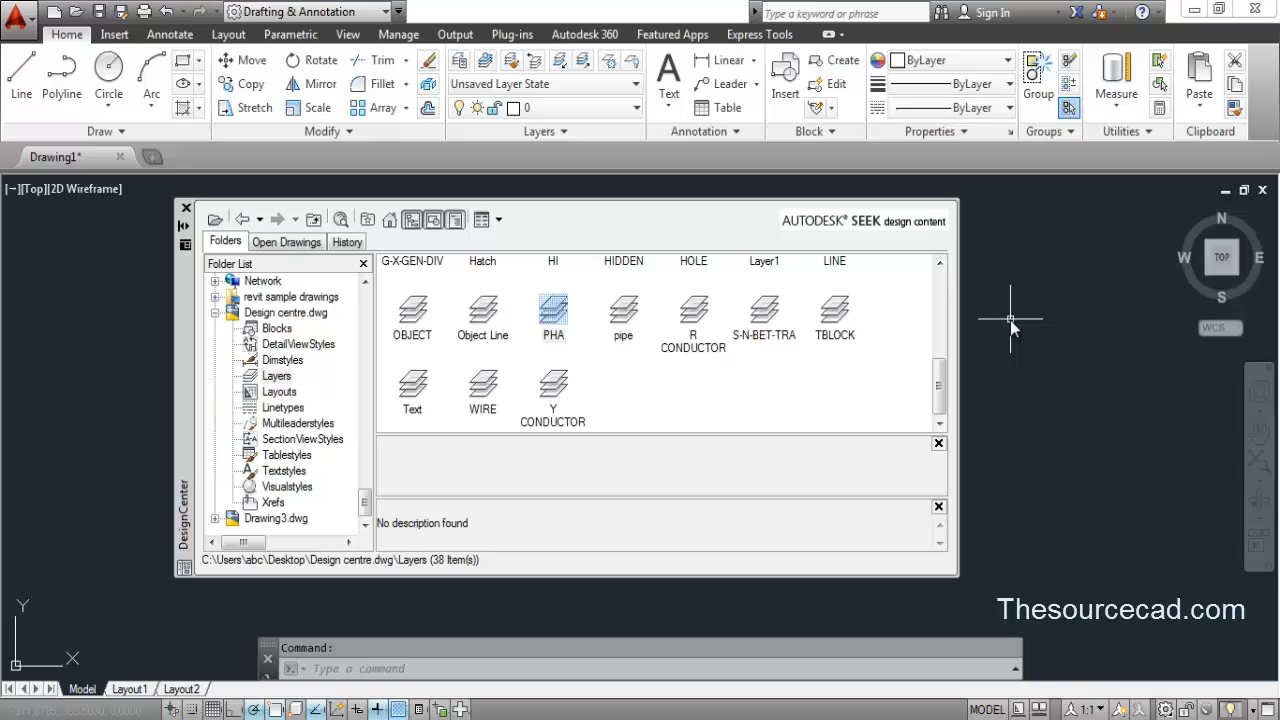 Drafting & Annotation
Type a keyword or phrase
Sign In
Home
Insert
Annotate
Layout
Parametric
View
Manage
Output
Plug-ins
Autodesk 360
Featured Apps
Express Tools
Line
Polyline
Circle
Arc
Move
Rotate
Trim
Copy
Mirror
Fillet
Stretch
Scale
Array
Unsaved Layer State
0
Text
Linear
Leader
Table
Insert
Create
Edit
ByLayer
ByLayer
ByLayer
Group
Measure
Paste
Draw
Modify
Layers
Annotation
Block
Properties
Groups
Utilities
Clipboard
Drawing1*
[−][Top][2D Wireframe]
AUTODESK® SEEK design content
Folders
Open Drawings
History
Folder List
Network
revit sample drawings
Design centre.dwg
Blocks
DetailViewStyles
Dimstyles
Layers
Layouts
Linetypes
Multileaderstyles
SectionViewStyles
Tablestyles
Textstyles
Visualstyles
Xrefs
Drawing3.dwg
G-X-GEN-DIV
Hatch
HI
HIDDEN
HOLE
Layer1
LINE
OBJECT
Object Line
PHA
pipe
R
CONDUCTOR
S-N-BET-TRA
TBLOCK
Text
WIRE
Y
CONDUCTOR
No description found
C:\Users\abc\Desktop\Design centre.dwg\Layers (38 Item(s))
DesignCenter
N
W
TOP
E
S
WCS
Thesourcecad.com
Y
X
Command:
Type a command
Model
Layout1
Layout2
MODEL
1:1